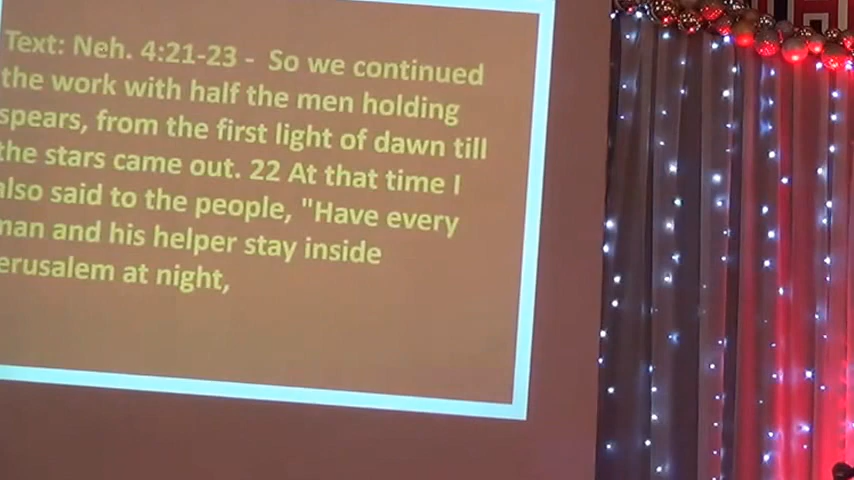 Text: Neh. 4:21-23 - So we continued
the work with half the men holding
spears, from the first light of dawn till
the stars came out. 22 At that time I
also said to the people, "Have every
man and his helper stay inside
erusalem at night,